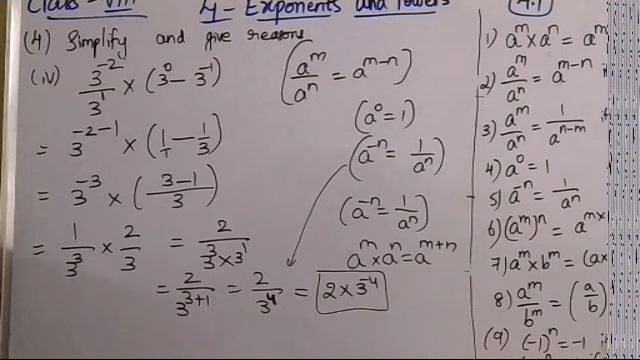 Class - VIII 4 - Exponents and Powers (4.1)
(4) Simplify and give reasons
(iv) 3^-2/3^1 × (3^0 - 3^-1) (a^m/a^n = a^m-n)
(a^0 = 1)
= 3^-2-1 × (1/1 - 1/3) (a^-n = 1/a^n)
= 3^-3 × (3-1/3) (a^-n = 1/a^n)
= 1/3^3 × 2/3 = 2/3^3×3^1 a^m × a^n = a^m+n
= 2/3^3+1 = 2/3^4 = 2 × 3^-4
1) a^m × a^n = a^m
2) a^m/a^n = a^m-n
3) a^m/a^n = 1/a^n-m
4) a^0 = 1
5) a^-n = 1/a^n
6) (a^m)^n = a^m×
7) a^m × b^m = (a×
8) a^m/b^m = (a/b)
(9) (-1)^n = -1